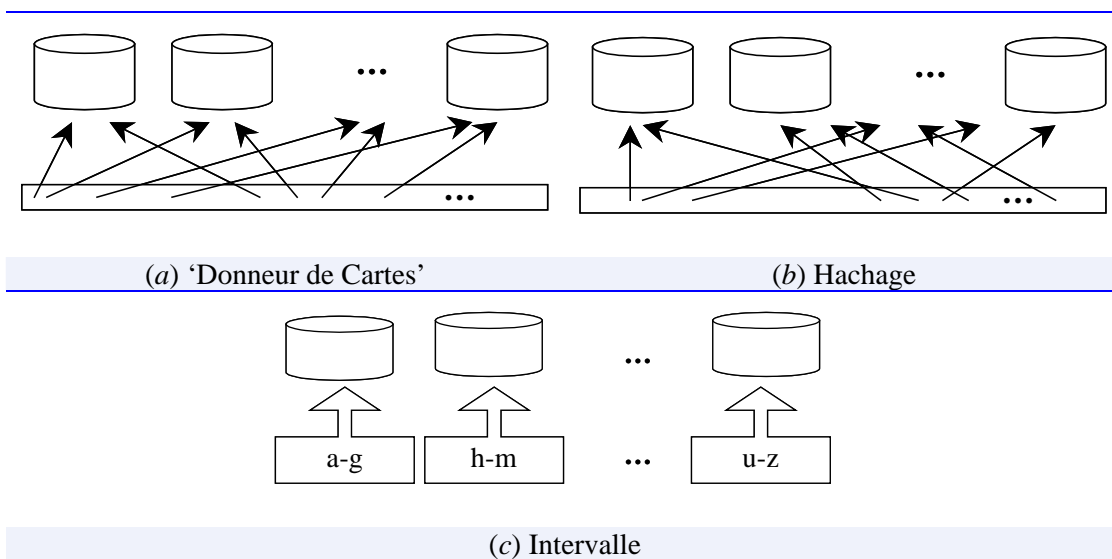 ...
...
...
...
(a) ‘Donneur de Cartes’
(b) Hachage
...
a-g
h-m
...
u-z
(c) Intervalle